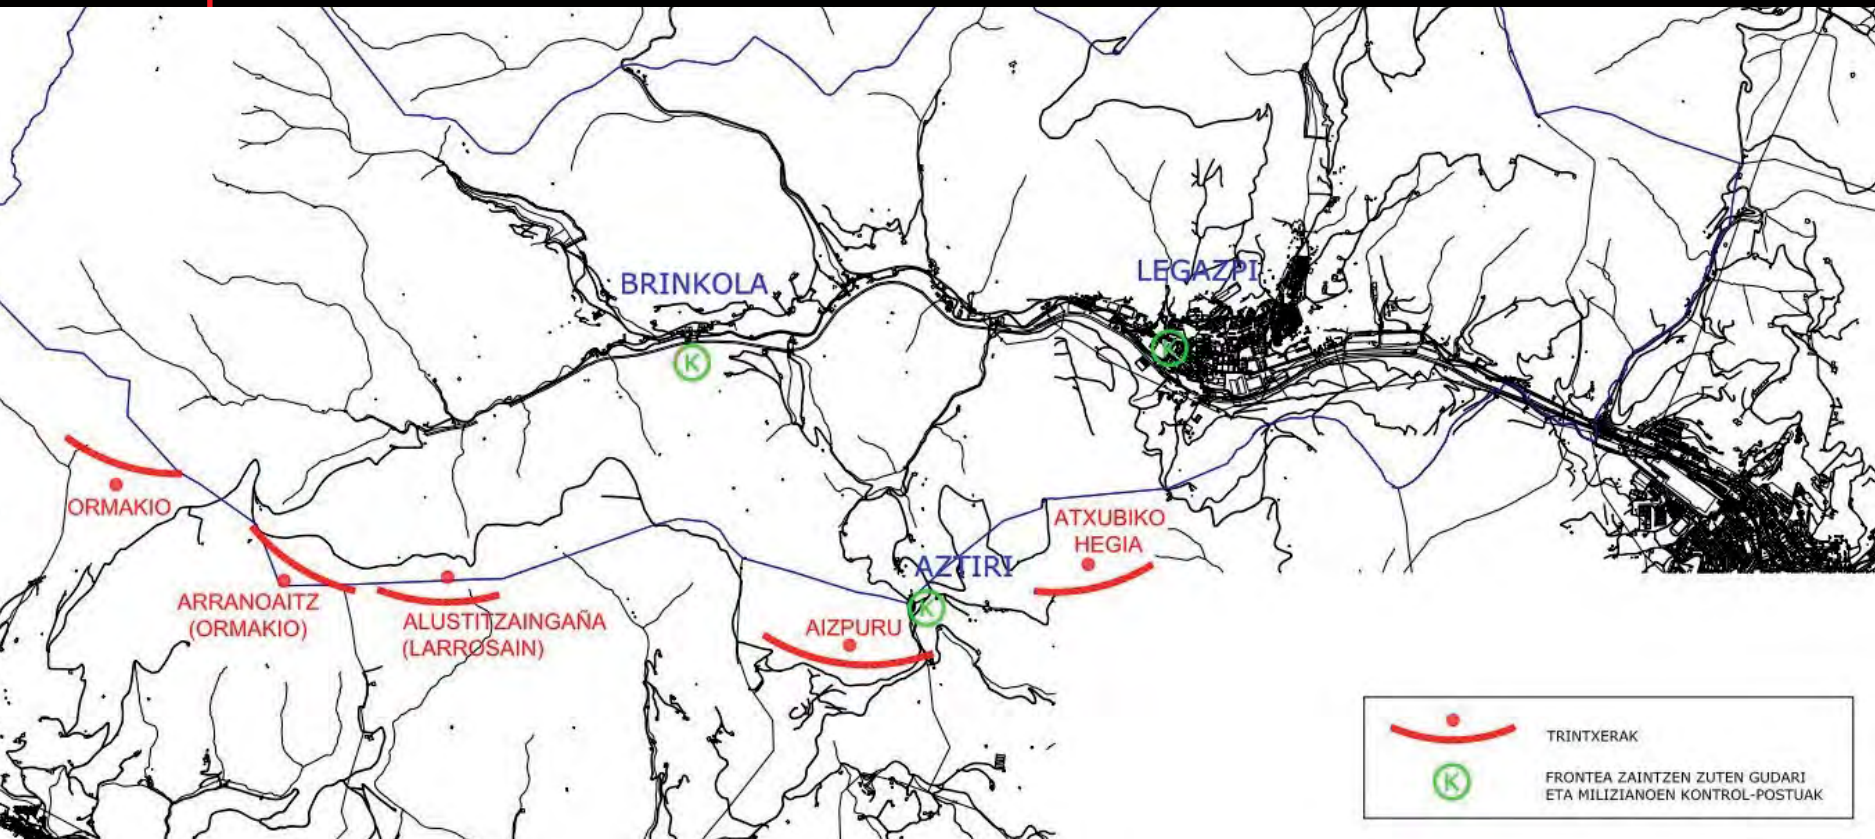 BRINKOLA
K
LEGAZPI
K
ORMAKIO
ARRANOAITZ
(ORMAKIO)
ALUSTITZAINGAÑA
(LARROSAIN)
AIZPURU
AZTIRI
K
ATXUBIKO
HEGIA
TRINTXERAK
K
FRONTEA ZAINTZEN ZUTEN GUDARI
ETA MILIZIANOEN KONTROL-POSTUAK